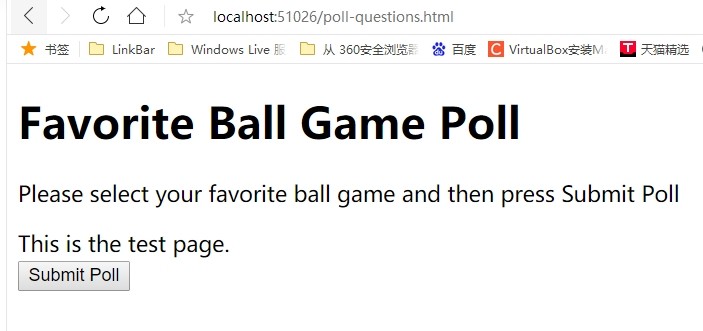 localhost:51026/poll-questions.html
书签 LinkBar Windows Live 从 360安全浏览器 百度 VirtualBox安装 天猫精选
Favorite Ball Game Poll
Please select your favorite ball game and then press Submit Poll
This is the test page.
Submit Poll